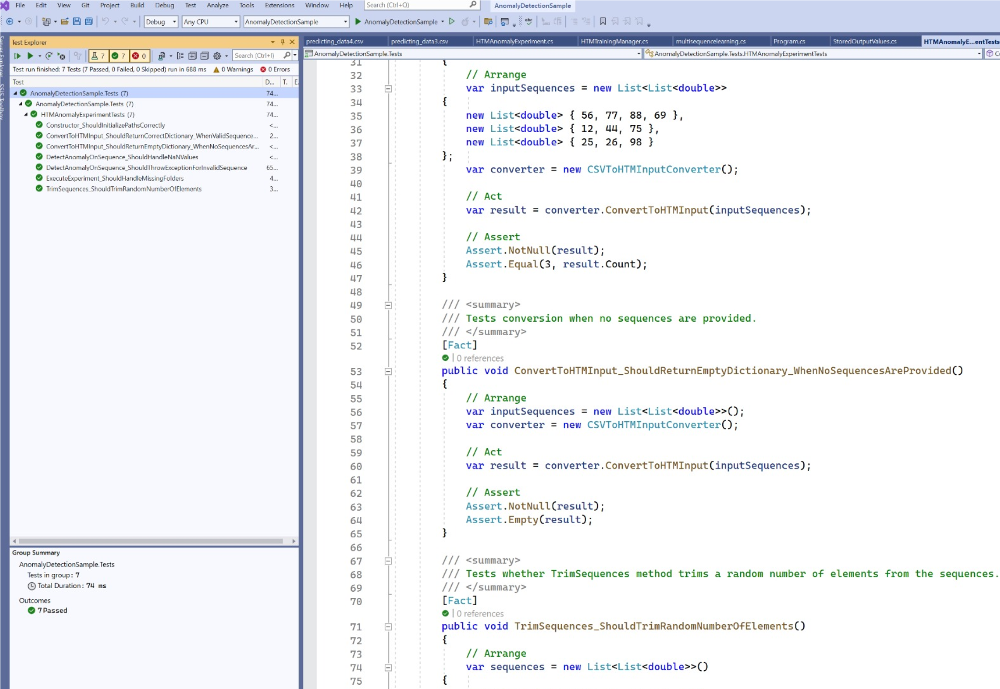 File Edit View Git Project Build Debug Test Analyze Tools Extensions Window Help Search (Ctrl+Q) AnomalyDetectionSample
Debug Any CPU AnomalyDetectionSample AnomalyDetectionSample
Server Explorer SSIS Toolbox
Test Explorer
7 7 0 Search (Ctrl+I)
Test run finished: 7 Tests (7 Passed, 0 Failed, 0 Skipped) run in 688 ms 0 Warnings 0 Errors
Test D... T. E.
AnomalyDetectionSample.Tests (7) 74...
AnomalyDetectionSample.Tests (7) 74...
HTMAnomalyExperimentTests (7) 74...
Constructor_ShouldInitializePathsCorrectly <...
ConvertToHTMInput_ShouldReturnCorrectDictionary_WhenValidSequence... 2...
ConvertToHTMInput_ShouldReturnEmptyDictionary_WhenNoSequencesAr... <...
DetectAnomalyOnSequence_ShouldHandleNaNValues <...
DetectAnomalyOnSequence_ShouldThrowExceptionForInvalidSequence 65...
ExecuteExperiment_ShouldHandleMissingFolders 4...
TrimSequences_ShouldTrimRandomNumberOfElements 3...
Group Summary
AnomalyDetectionSample.Tests
Tests in group: 7
Total Duration: 74 ms
Outcomes
7 Passed
predicting_data4.csv predicting_data3.csv HTMAnomalyExperiment.cs HTMTrainingManager.cs multisequencelearning.cs Program.cs StoredOutputValues.cs HTMAnomalyE...entTests
AnomalyDetectionSample.Tests AnomalyDetectionSample.Tests.HTMAnomalyExperimentTests
31 {
32 // Arrange
33 var inputSequences = new List<List<double>>
34 {
35 new List<double> { 56, 77, 88, 69 },
36 new List<double> { 12, 44, 75 },
37 new List<double> { 25, 26, 98 }
38 };
39 var converter = new CSVToHTMInputConverter();
40
41 // Act
42 var result = converter.ConvertToHTMInput(inputSequences);
43
44 // Assert
45 Assert.NotNull(result);
46 Assert.Equal(3, result.Count);
47 }
48
49 /// <summary>
50 /// Tests conversion when no sequences are provided.
51 /// </summary>
52 [Fact]
| 0 references
53 public void ConvertToHTMInput_ShouldReturnEmptyDictionary_WhenNoSequencesAreProvided()
54 {
55 // Arrange
56 var inputSequences = new List<List<double>>();
57 var converter = new CSVToHTMInputConverter();
58
59 // Act
60 var result = converter.ConvertToHTMInput(inputSequences);
61
62 // Assert
63 Assert.NotNull(result);
64 Assert.Empty(result);
65 }
66
67 /// <summary>
68 /// Tests whether TrimSequences method trims a random number of elements from the sequences.
69 /// </summary>
70 [Fact]
| 0 references
71 public void TrimSequences_ShouldTrimRandomNumberOfElements()
72 {
73 // Arrange
74 var sequences = new List<List<double>>()
75 {